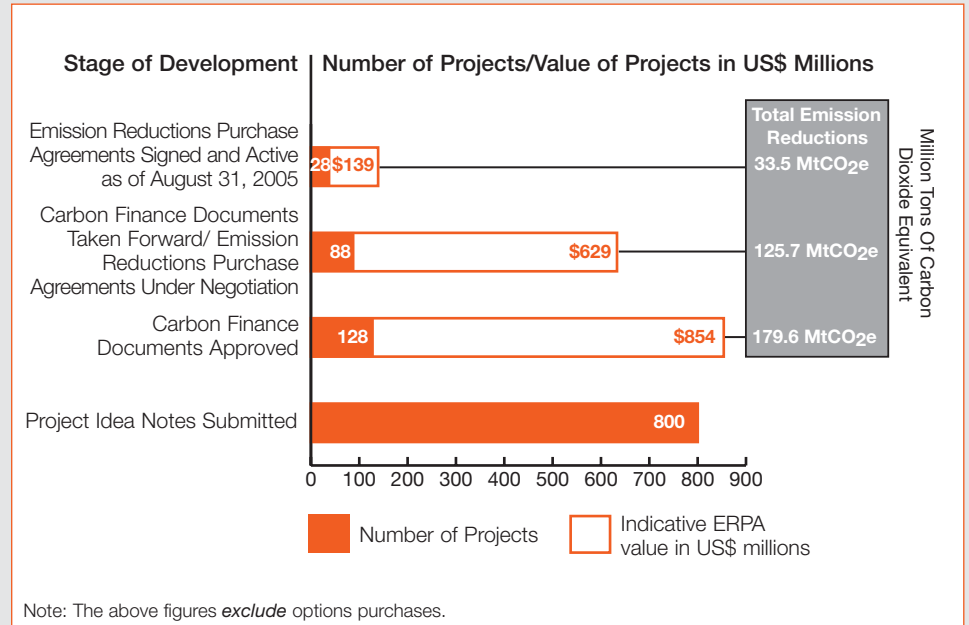 Stage of Development
Number of Projects/Value of Projects in US$ Millions
Emission Reductions Purchase
Agreements Signed and Active
as of August 31, 2005
28
$139
Carbon Finance Documents
Taken Forward/ Emission
Reductions Purchase
Agreements Under Negotiation
88
$629
Carbon Finance
Documents Approved
128
$854
Project Idea Notes Submitted
800
Total Emission
Reductions
33.5 MtCO2e
125.7 MtCO2e
179.6 MtCO2e
Million Tons Of Carbon
Dioxide Equivalent
0 100 200 300 400 500 600 700 800 900
Number of Projects
Indicative ERPA
value in US$ millions
Note: The above figures exclude options purchases.